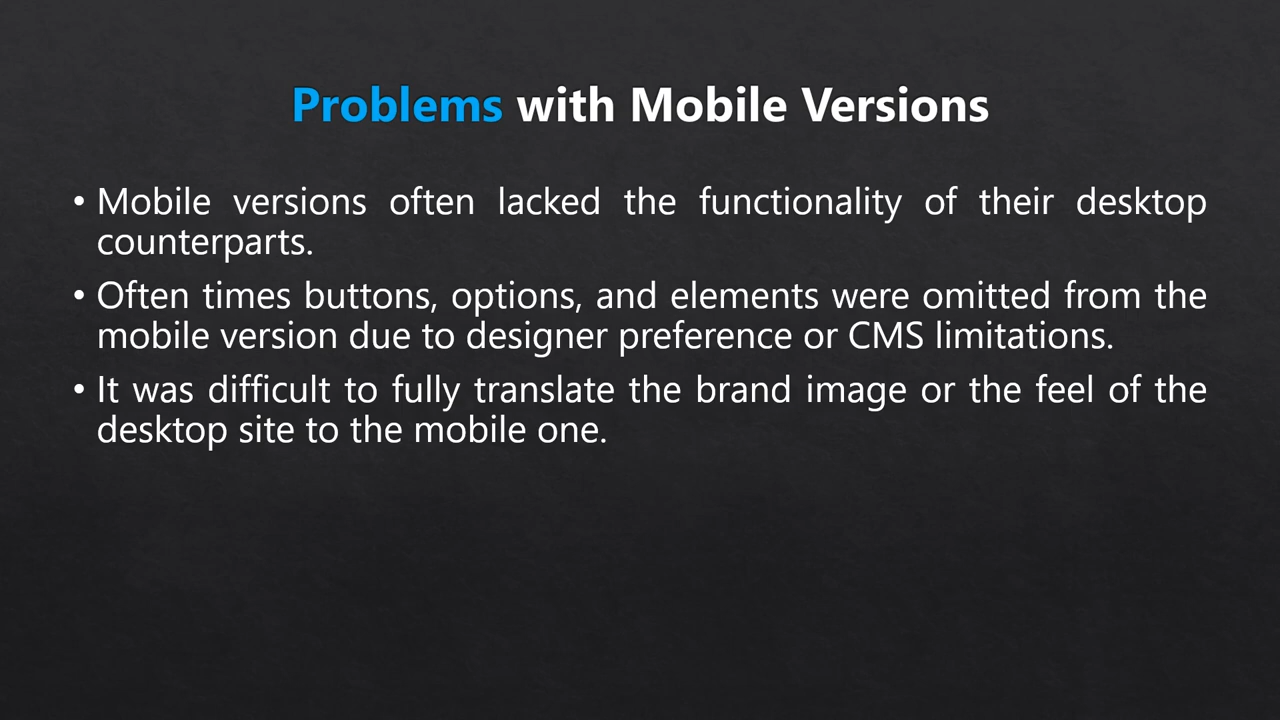 Problems with Mobile Versions
• Mobile versions often lacked the functionality of their desktop
counterparts.
• Often times buttons, options, and elements were omitted from the
mobile version due to designer preference or CMS limitations.
• It was difficult to fully translate the brand image or the feel of the
desktop site to the mobile one.